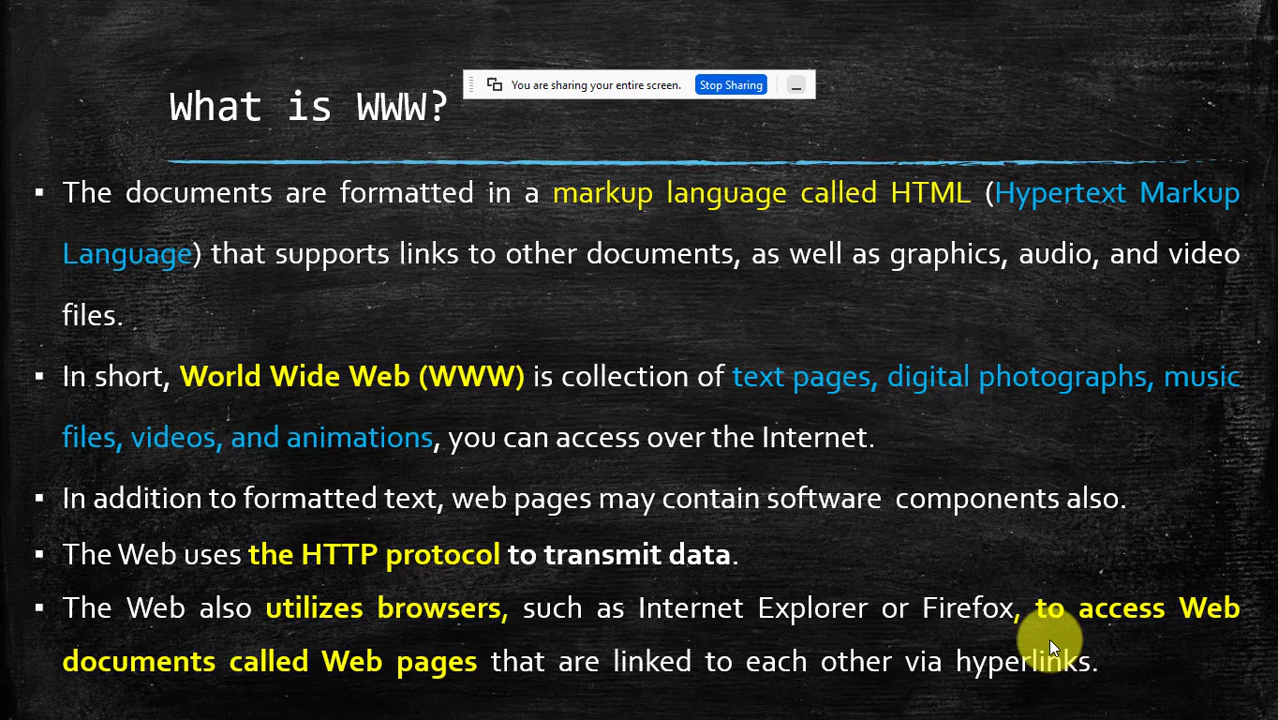 You are sharing your entire screen. Stop Sharing
What is WWW?
▪ The documents are formatted in a markup language called HTML (Hypertext Markup
Language) that supports links to other documents, as well as graphics, audio, and video
files.
▪ In short, World Wide Web (WWW) is collection of text pages, digital photographs, music
files, videos, and animations, you can access over the Internet.
▪ In addition to formatted text, web pages may contain software  components also.
▪ The Web uses the HTTP protocol to transmit data.
▪ The Web also utilizes browsers, such as Internet Explorer or Firefox, to access Web
documents called Web pages that are linked to each other via hyperlinks.